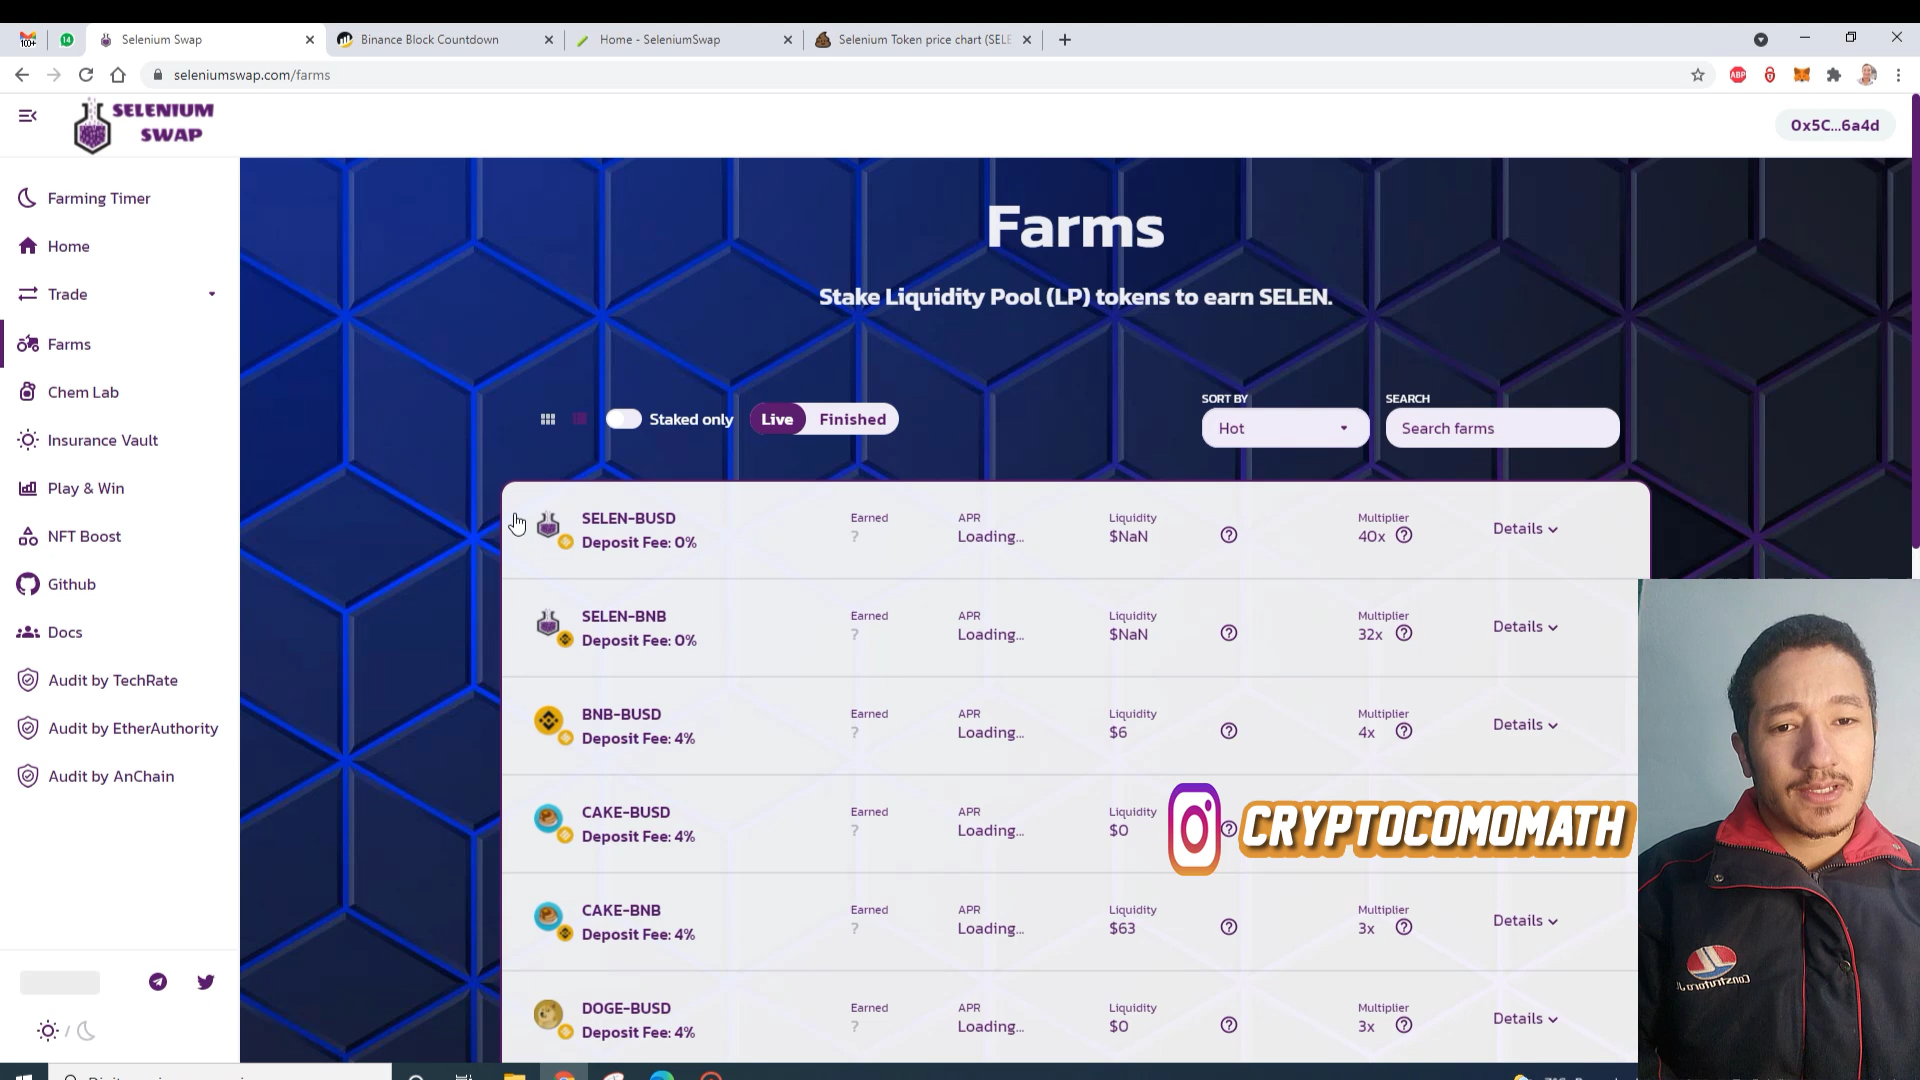 100+
14
Selenium Swap
Binance Block Countdown
Home - SeleniumSwap
Selenium Token price chart (SELE
seleniumswap.com/farms
ABP
SELENIUM
SWAP
0x5C...6a4d
Farming Timer
Home
Trade
Farms
Chem Lab
Insurance Vault
Play & Win
NFT Boost
Github
Docs
Audit by TechRate
Audit by EtherAuthority
Audit by AnChain
/
Farms
Stake Liquidity Pool (LP) tokens to earn SELEN.
Staked only
Live
Finished
SORT BY
Hot
SEARCH
Search farms
SELEN-BUSD
Deposit Fee: 0%
Earned
?
APR
Loading...
Liquidity
$NaN
Multiplier
40x
Details
SELEN-BNB
Deposit Fee: 0%
Earned
?
APR
Loading...
Liquidity
$NaN
Multiplier
32x
Details
BNB-BUSD
Deposit Fee: 4%
Earned
?
APR
Loading...
Liquidity
$6
Multiplier
4x
Details
CAKE-BUSD
Deposit Fee: 4%
Earned
?
APR
Loading...
Liquidity
$0
CRYPTOCOMOMATH
CAKE-BNB
Deposit Fee: 4%
Earned
?
APR
Loading...
Liquidity
$63
Multiplier
3x
Details
DOGE-BUSD
Deposit Fee: 4%
Earned
?
APR
Loading...
Liquidity
$0
Multiplier
3x
Details